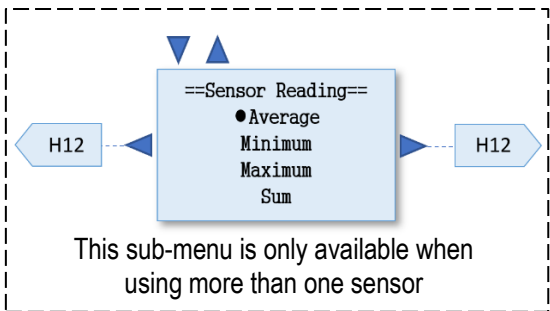 ==Sensor Reading==
●Average
Minimum
Maximum
Sum
H12
H12
This sub-menu is only available when
using more than one sensor